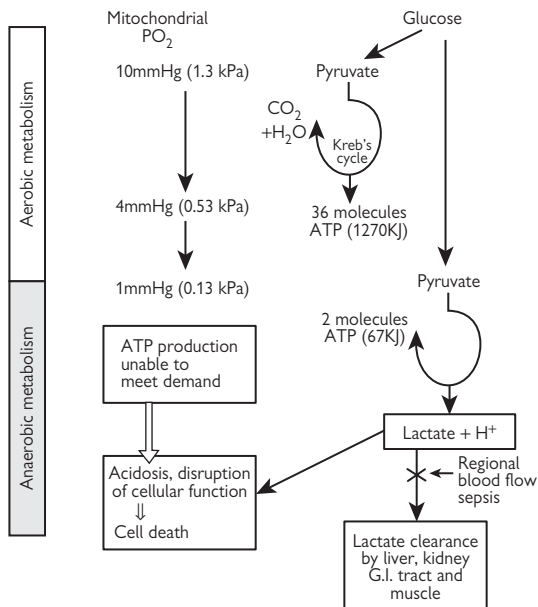 Mitochondrial
PO2
10mmHg (1.3 kPa)
4mmHg (0.53 kPa)
1mmHg (0.13 kPa)
Aerobic metabolism
Anaerobic metabolism
ATP production
unable to
meet demand
Acidosis, disruption
of cellular function
⇓
Cell death
Glucose
Pyruvate
CO2
+H2O
Kreb's
cycle
36 molecules
ATP (1270KJ)
Pyruvate
2 molecules
ATP (67KJ)
Lactate + H+
Regional
blood flow
sepsis
Lactate clearance
by liver, kidney
G.I. tract and
muscle